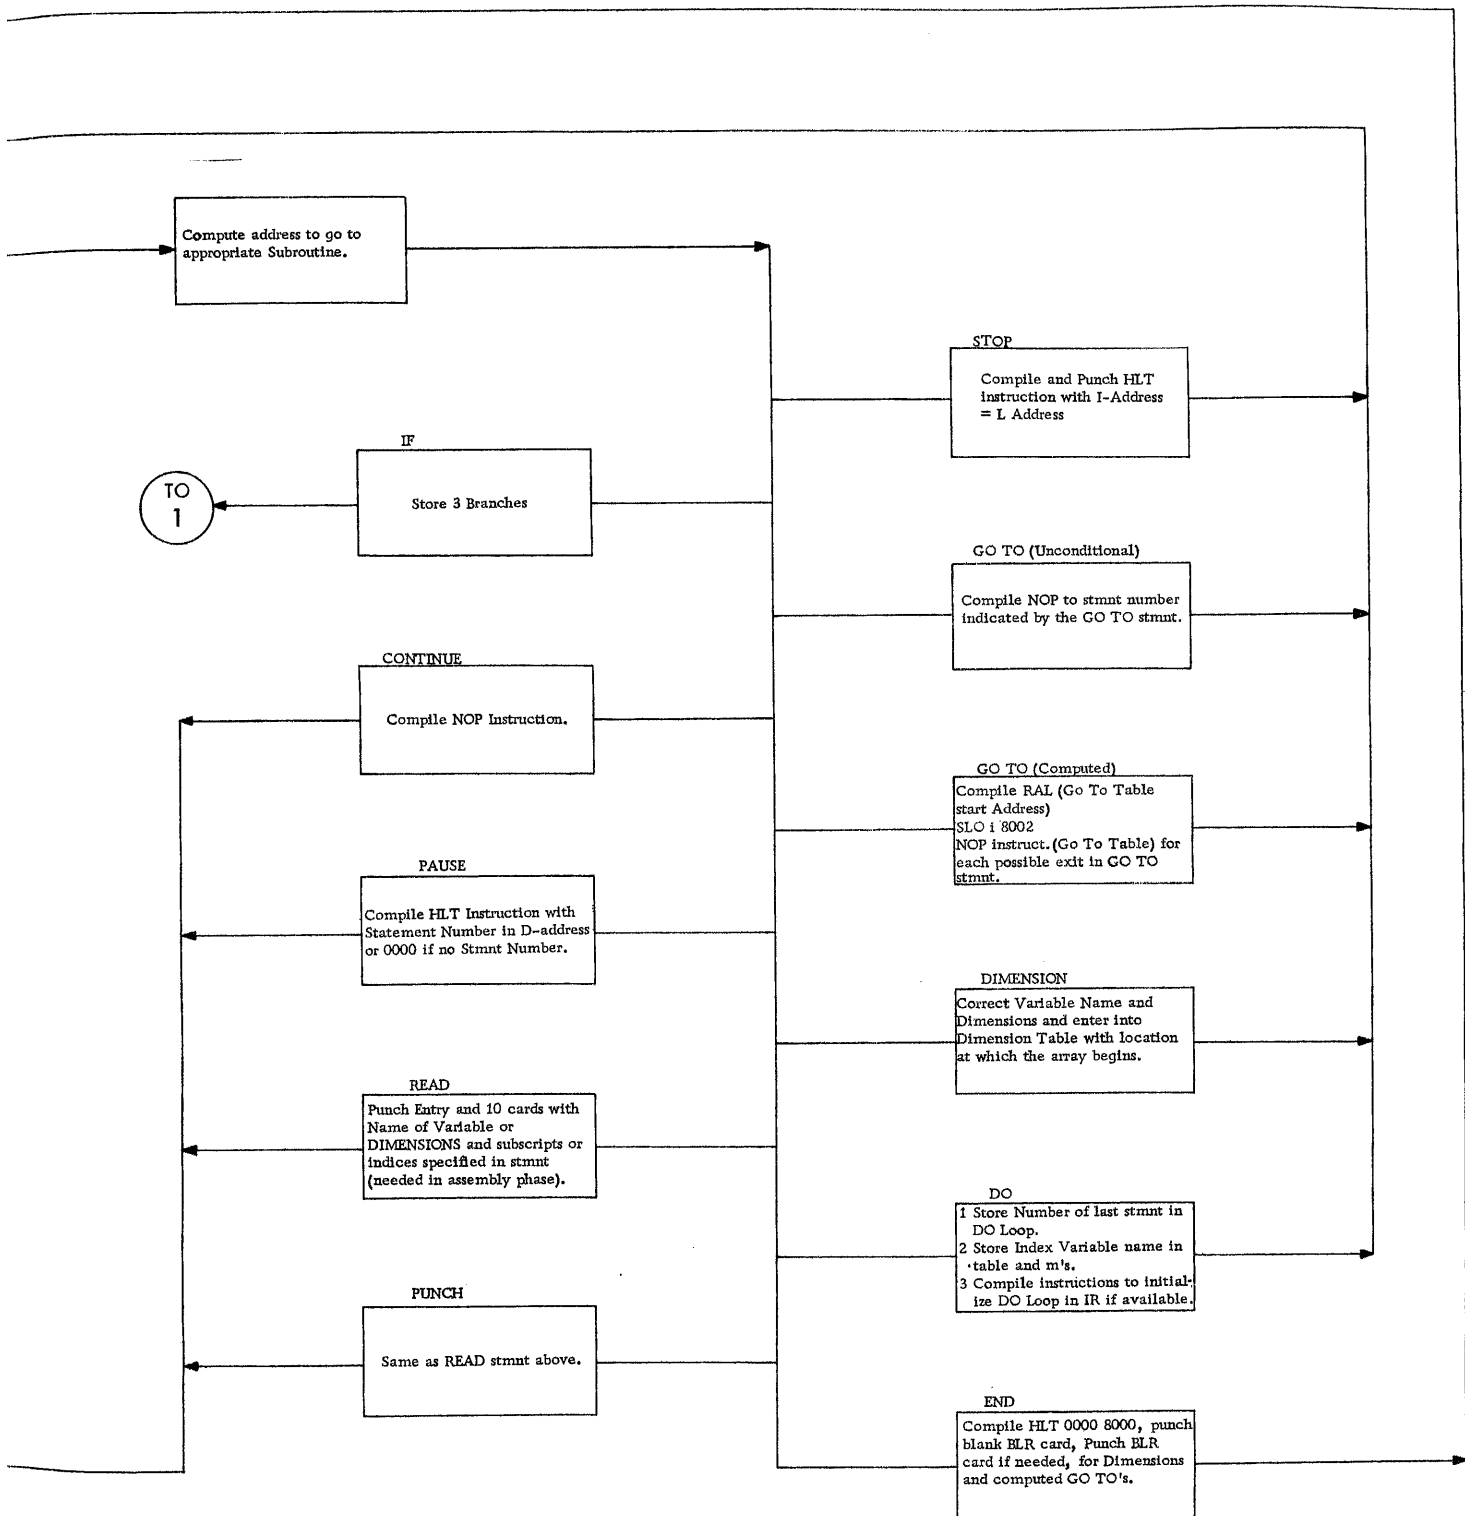 Compute address to go to
appropriate Subroutine.
STOP
Compile and Punch HLT
instruction with I-Address
= L Address
IF
Store 3 Branches
TO
1
GO TO (Unconditional)
Compile NOP to stmnt number
indicated by the GO TO stmnt.
CONTINUE
Compile NOP Instruction.
GO TO (Computed)
Compile RAL (Go To Table
start Address)
SLO i 8002
NOP instruct. (Go To Table) for
each possible exit in GO TO
stmnt.
PAUSE
Compile HLT Instruction with
Statement Number in D-address
or 0000 if no Stmnt Number.
DIMENSION
Correct Variable Name and
Dimensions and enter into
Dimension Table with location
at which the array begins.
READ
Punch Entry and 10 cards with
Name of Variable or
DIMENSIONS and subscripts or
indices specified in stmnt
(needed in assembly phase).
DO
1 Store Number of last stmnt in
DO Loop.
2 Store Index Variable name in
table and m's.
3 Compile instructions to initial-
ize DO Loop in IR if available.
PUNCH
Same as READ stmnt above.
END
Compile HLT 0000 8000, punch
blank BLR card, Punch BLR
card if needed, for Dimensions
and computed GO TO's.